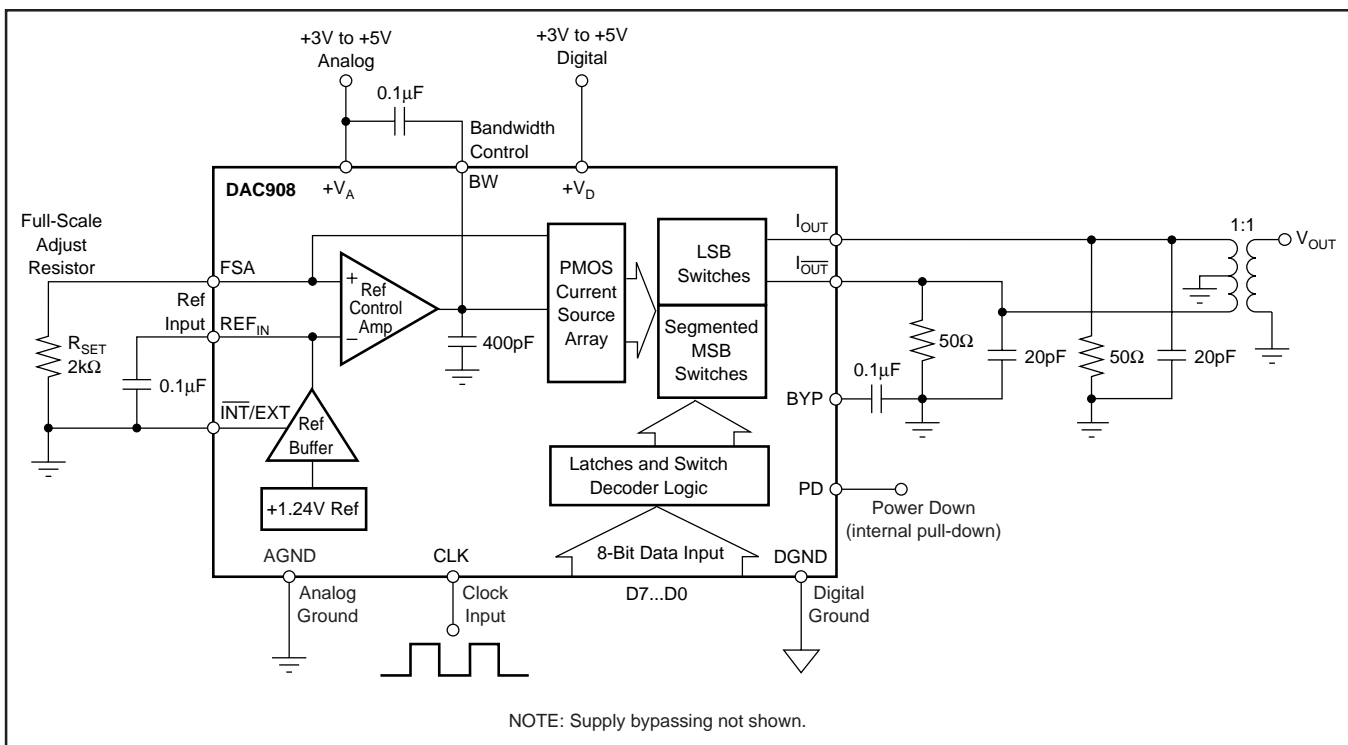 +3V to +5V
Analog
+3V to +5V
Digital
0.1µF
Bandwidth
Control
+V_A
BW
+V_D
DAC908
Full-Scale
Adjust
Resistor
FSA
Ref
Input
REF_IN
R_SET
2kΩ
0.1µF
I̅N̅T̅/EXT
+
Ref
Control
Amp
–
400pF
PMOS
Current
Source
Array
LSB
Switches
Segmented
MSB
Switches
Ref
Buffer
+1.24V Ref
Latches and Switch
Decoder Logic
8-Bit Data Input
I_OUT
I_O̅U̅T̅
1:1
V_OUT
50Ω
20pF
50Ω
20pF
0.1µF
BYP
PD
Power Down
(internal pull-down)
AGND
CLK
DGND
Analog
Ground
Clock
Input
D7...D0
Digital
Ground
NOTE: Supply bypassing not shown.